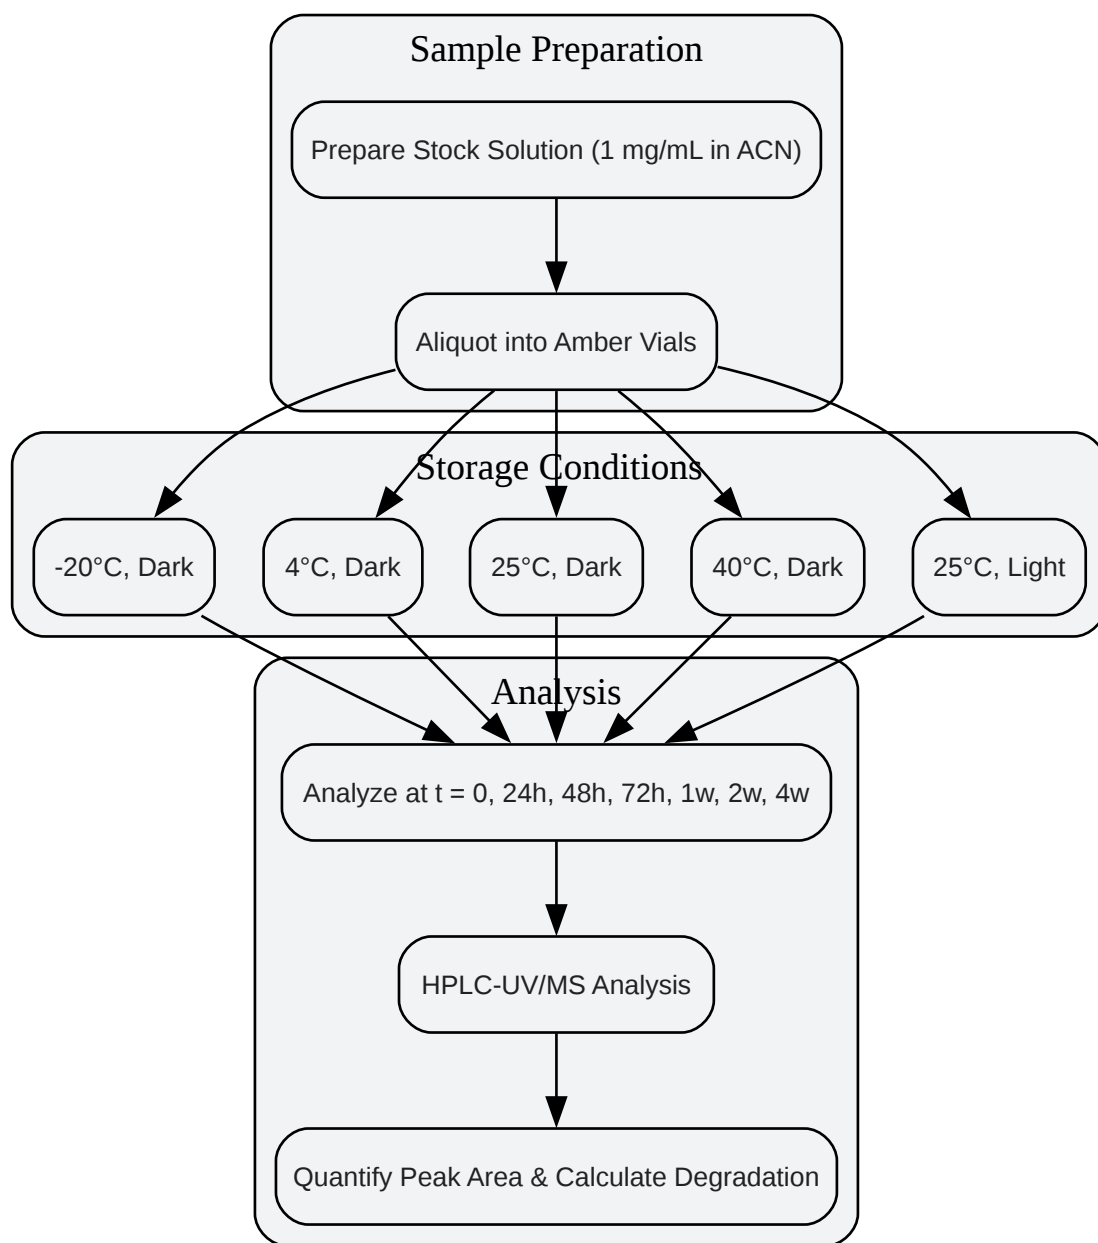 Sample Preparation
Prepare Stock Solution (1 mg/mL in ACN)
Aliquot into Amber Vials
Storage Conditions
-20°C, Dark
4°C, Dark
25°C, Dark
40°C, Dark
25°C, Light
Analysis
Analyze at t = 0, 24h, 48h, 72h, 1w, 2w, 4w
HPLC-UV/MS Analysis
Quantify Peak Area & Calculate Degradation